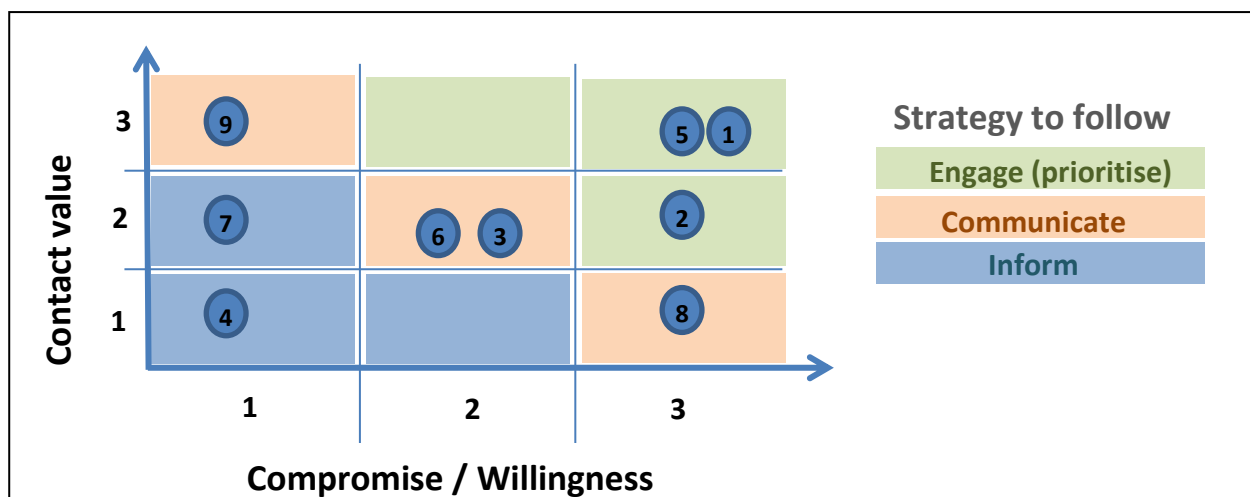 3
9
5 1
Strategy to follow
Engage (prioritise)
Contact value
2
7
6 3
2
Communicate
Inform
1
4
8
1 2 3
Compromise / Willingness